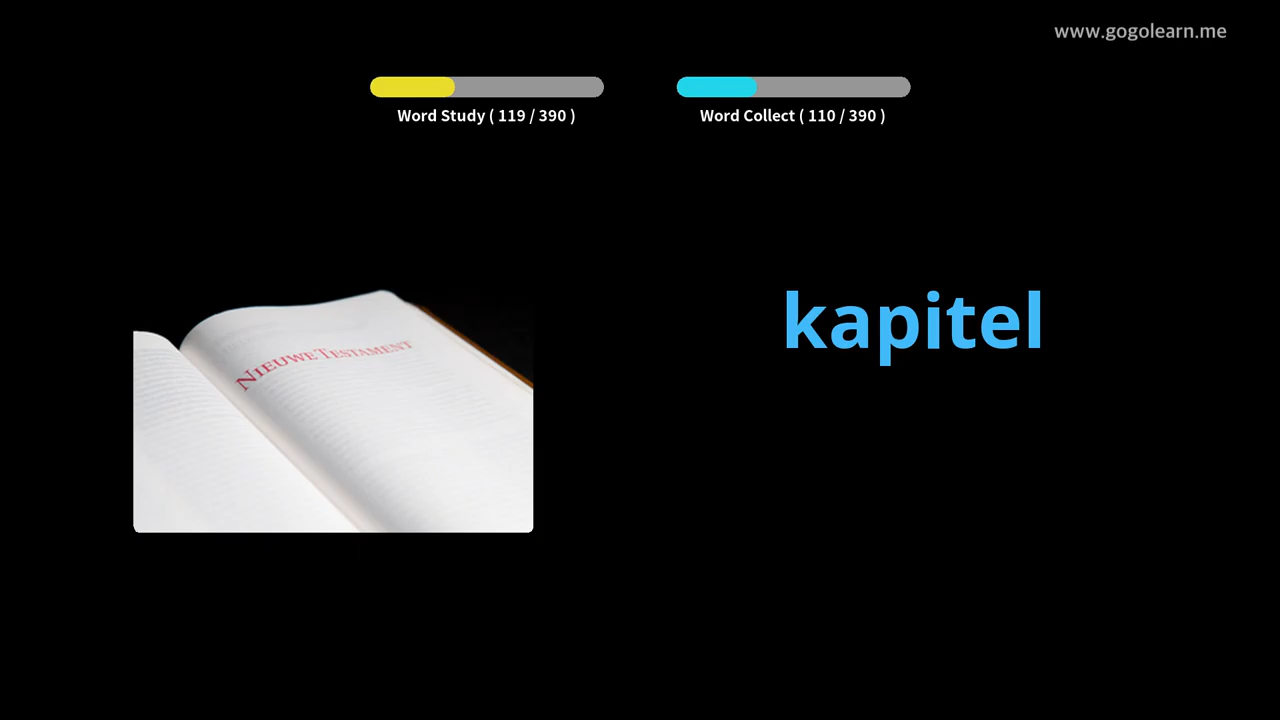 www.gogolearn.me
Word Study ( 119 / 390 )
Word Collect ( 110 / 390 )
kapitel
NIEUWE TESTAMENT